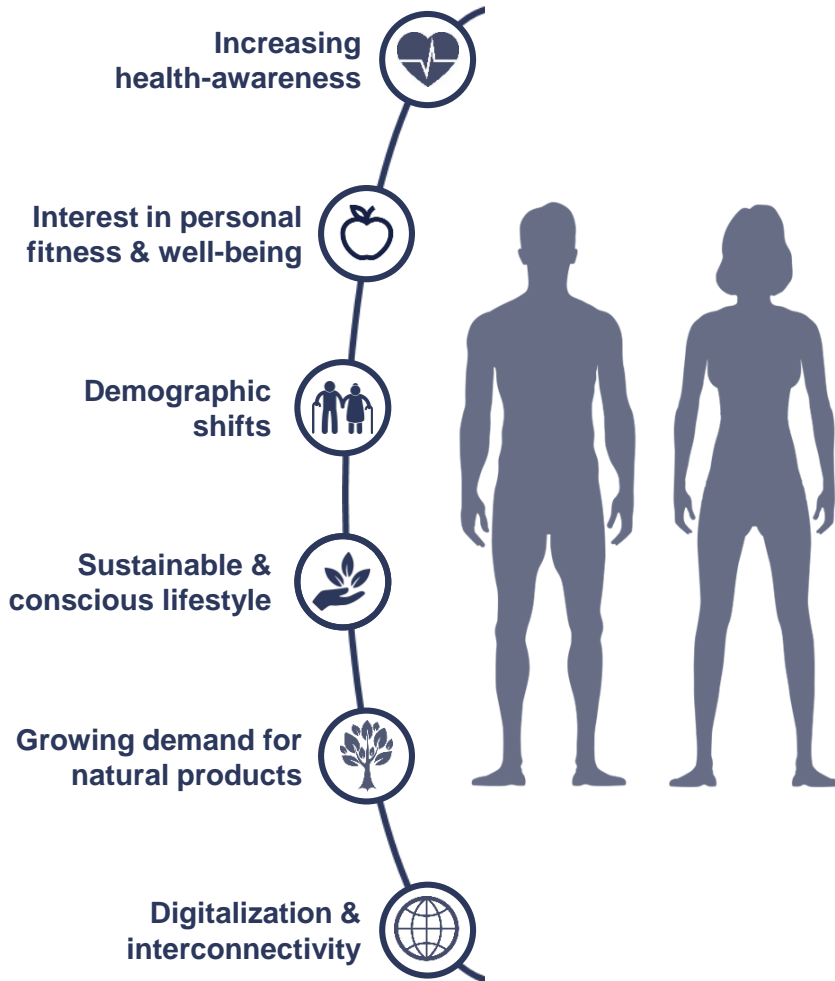 Increasing
health-awareness
Interest in personal
fitness & well-being
Demographic
shifts
Sustainable &
conscious lifestyle
Growing demand for
natural products
Digitalization &
interconnectivity